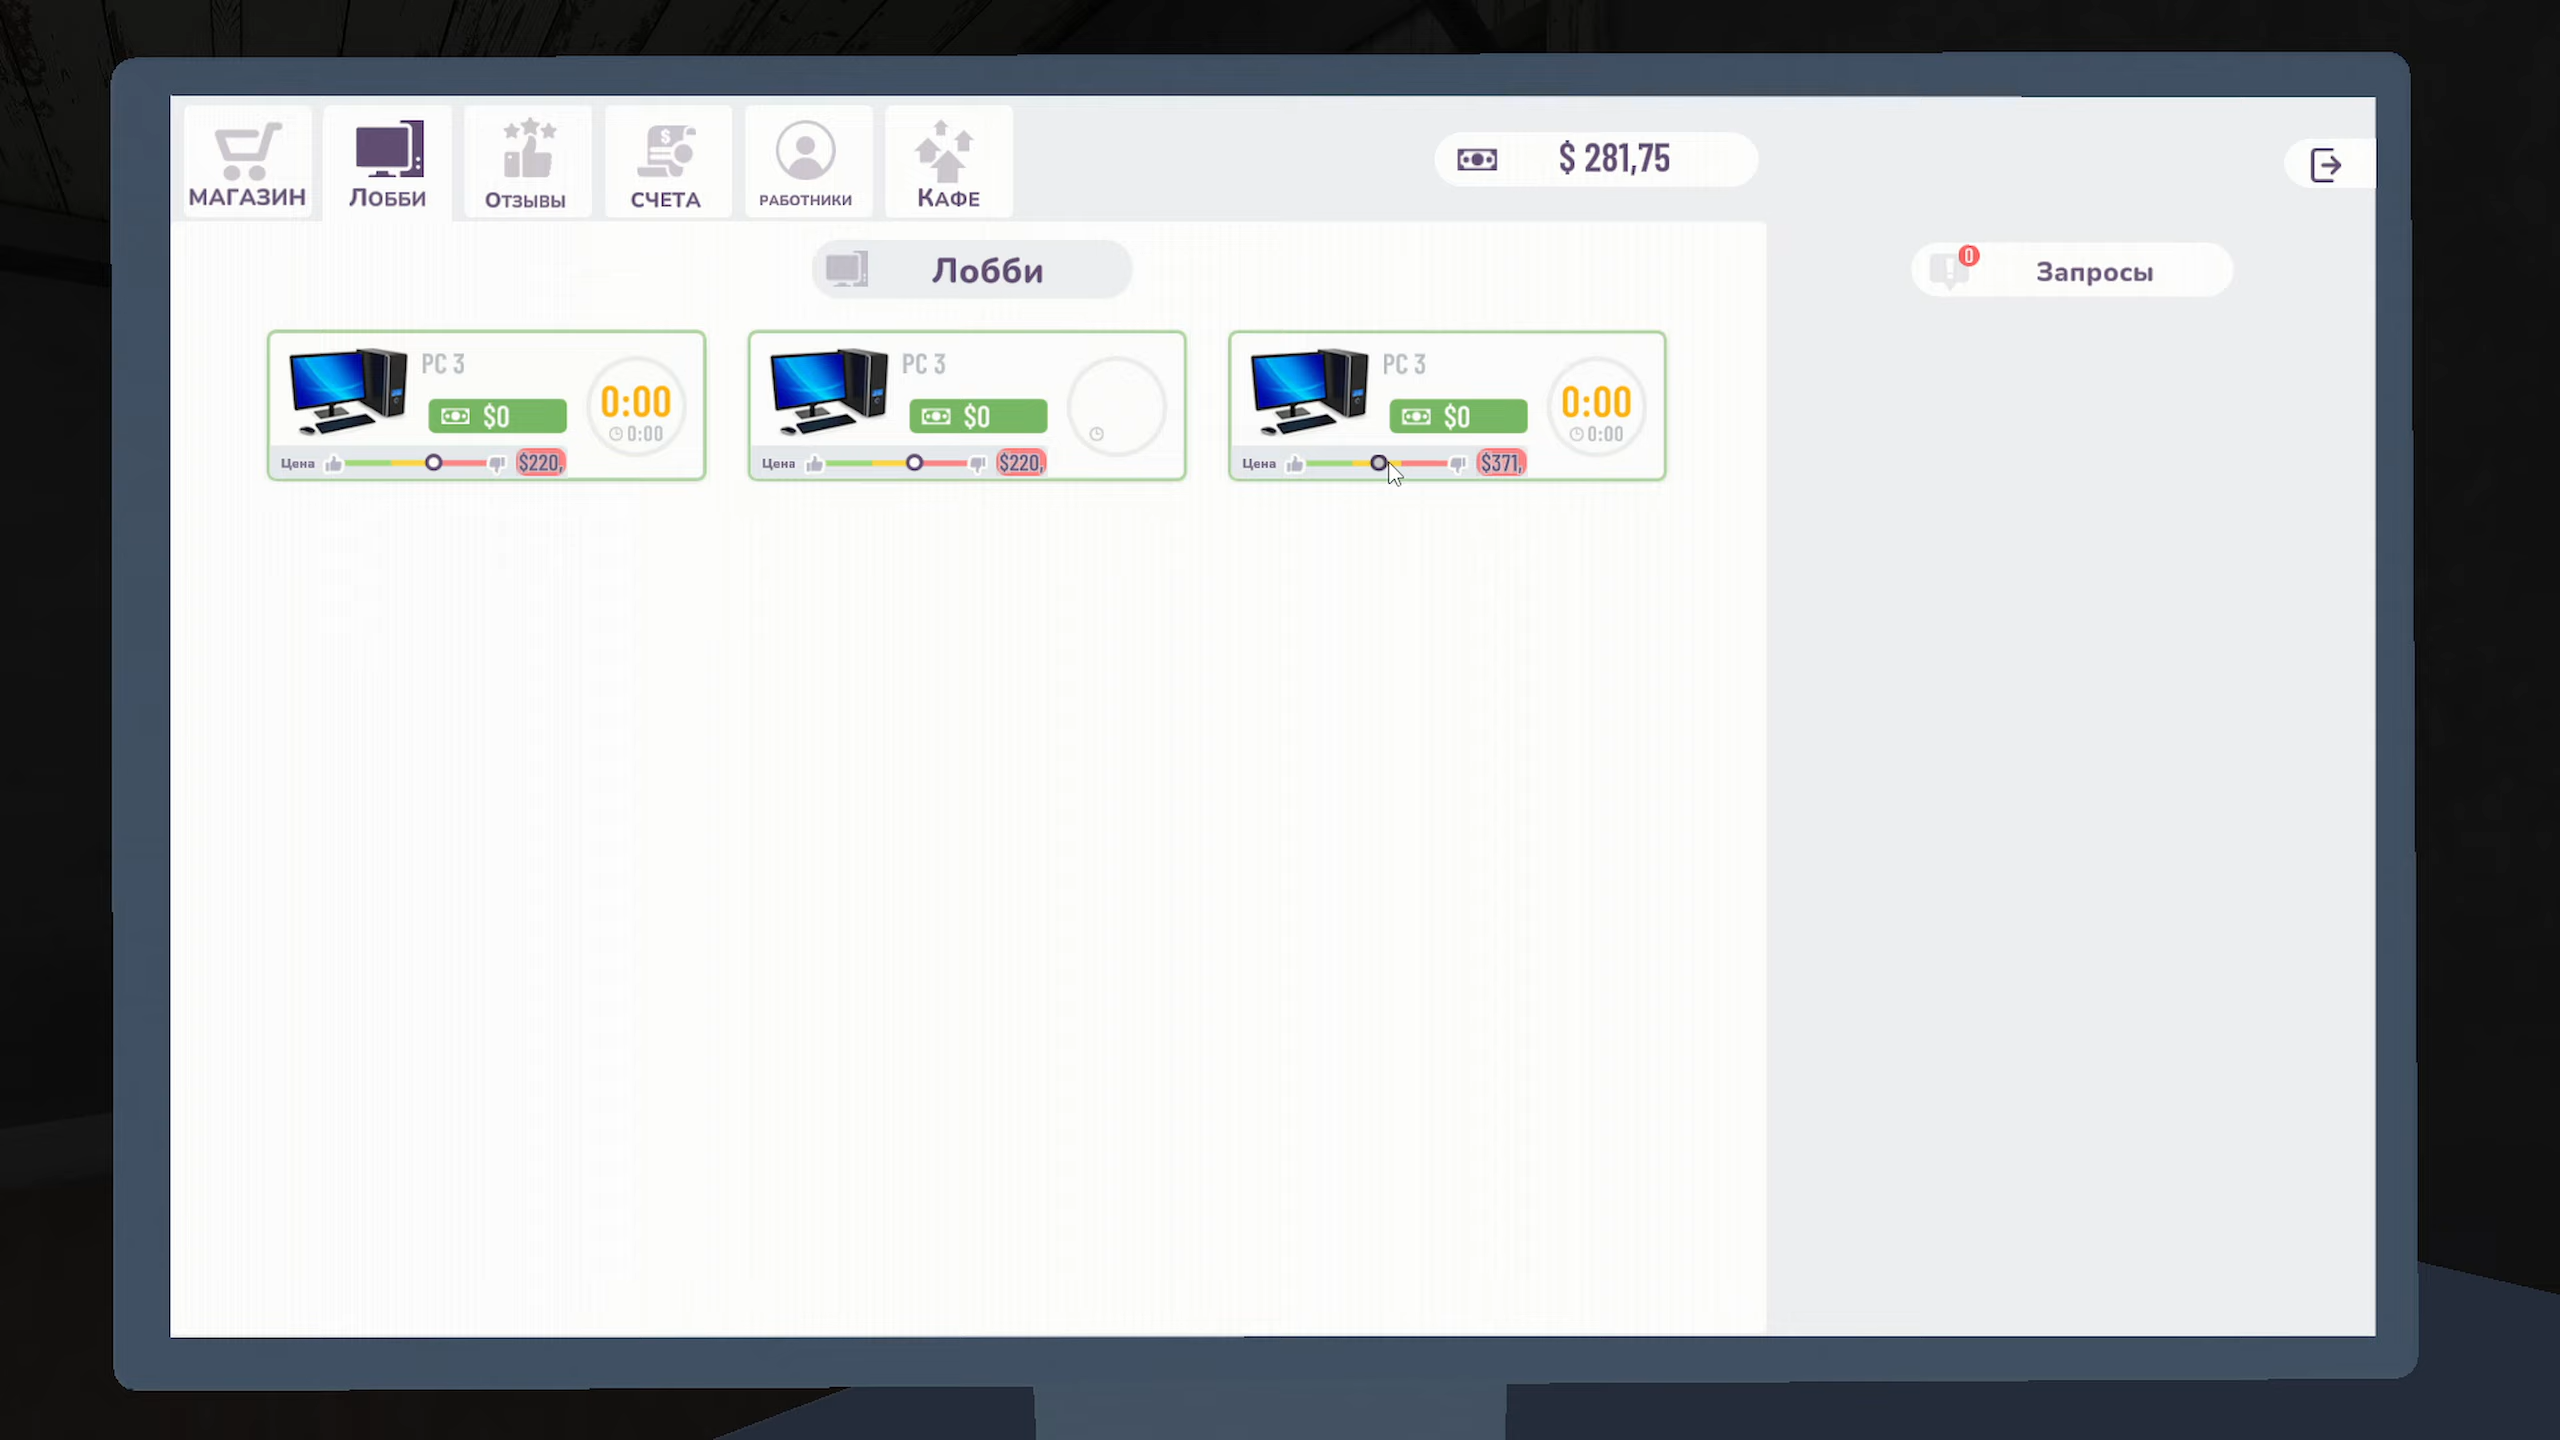 МАГАЗИН
Лобби
Отзывы
СЧЕТА
РАБОТНИКИ
Кафе
$ 281,75
Лобби
0
Запросы
PC 3
$0
0:00
0:00
Цена
$220,
PC 3
$0
Цена
$220,
PC 3
$0
0:00
0:00
Цена
$371,